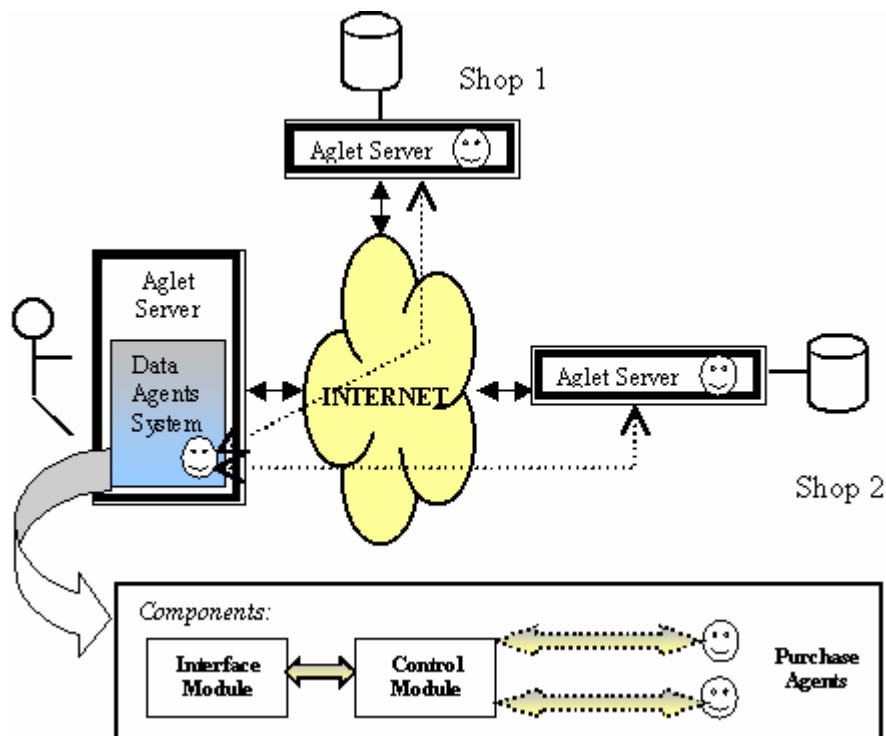 Shop 1
Aglet Server
Aglet
Server
Data
Agents
System
INTERNET
Aglet Server
Shop 2
Components:
Interface
Module
Control
Module
Purchase
Agents